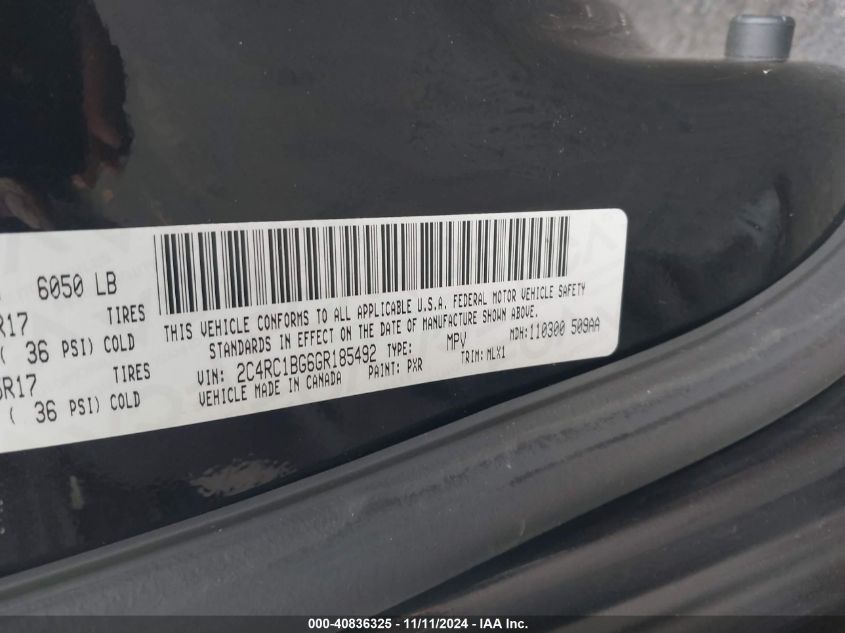 6050 LB
R17 TIRES
( 36 PSI) COLD
R17 TIRES
( 36 PSI) COLD
THIS VEHICLE CONFORMS TO ALL APPLICABLE U.S.A. FEDERAL MOTOR VEHICLE SAFETY
STANDARDS IN EFFECT ON THE DATE OF MANUFACTURE SHOWN ABOVE.
VIN: 2C4RC1BG6GR185492 TYPE: MPV MDH: 110300 509AA
VEHICLE MADE IN CANADA PAINT: PXR TRIM: MLX1
000-40836325 - 11/11/2024 - IAA Inc.